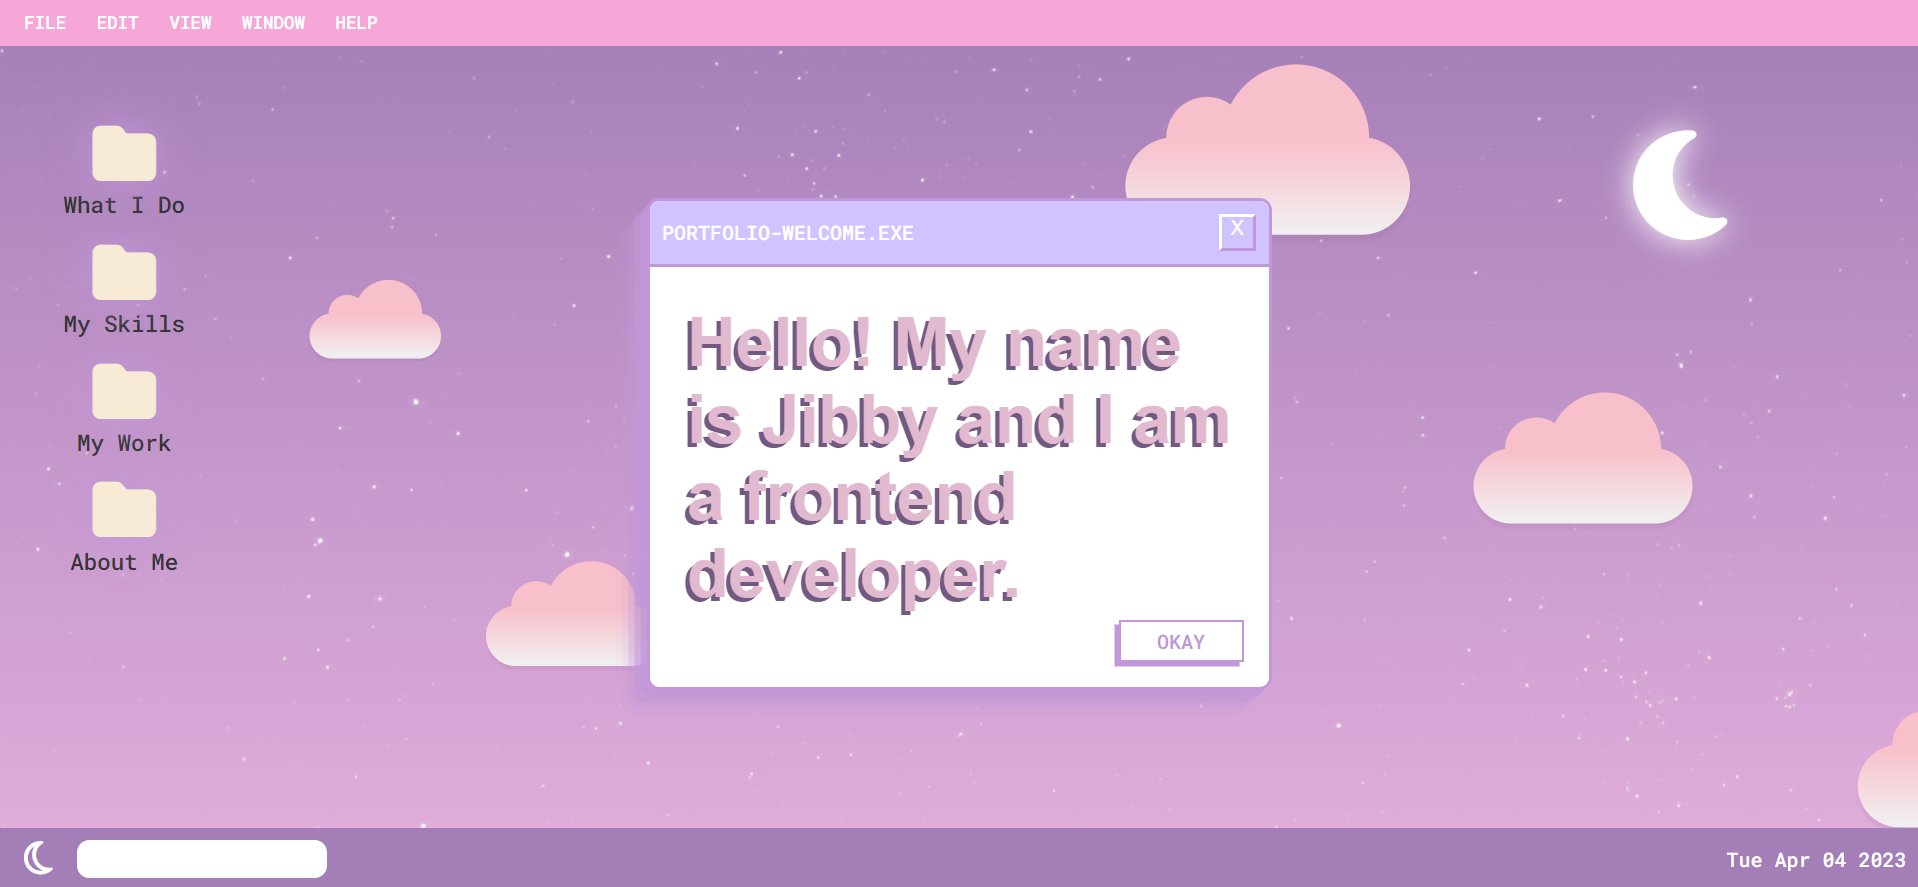 FILE EDIT VIEW WINDOW HELP
What I Do
My Skills
My Work
About Me
PORTFOLIO-WELCOME.EXE X
Hello! My name
is Jibby and I am
a frontend
developer.
OKAY
Tue Apr 04 2023